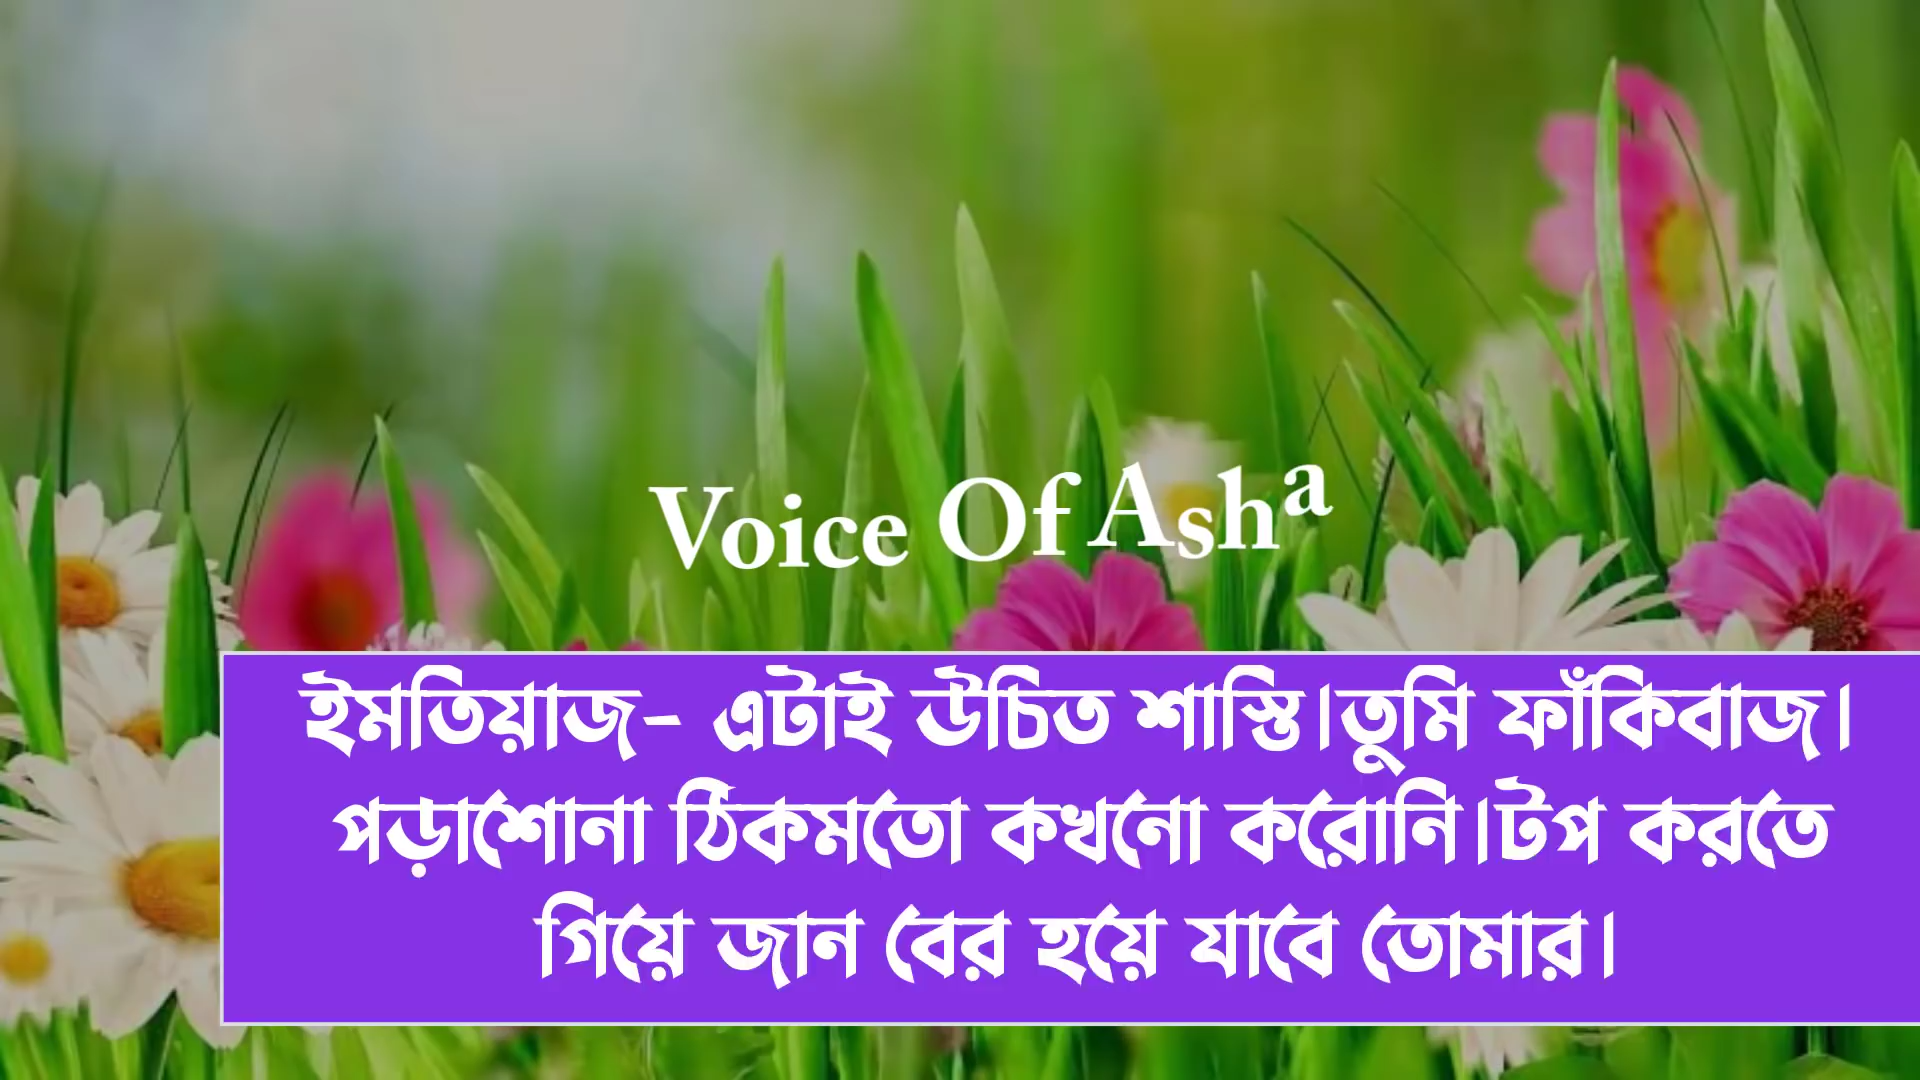 Voice Of Asha
ইমতিয়াজ- এটাই উচিত শাস্তি।তুমি ফাঁকিবাজ।
পড়াশোনা ঠিকমতো কখনো করোনি।টপ করতে
গিয়ে জান বের হয়ে যাবে তোমার।